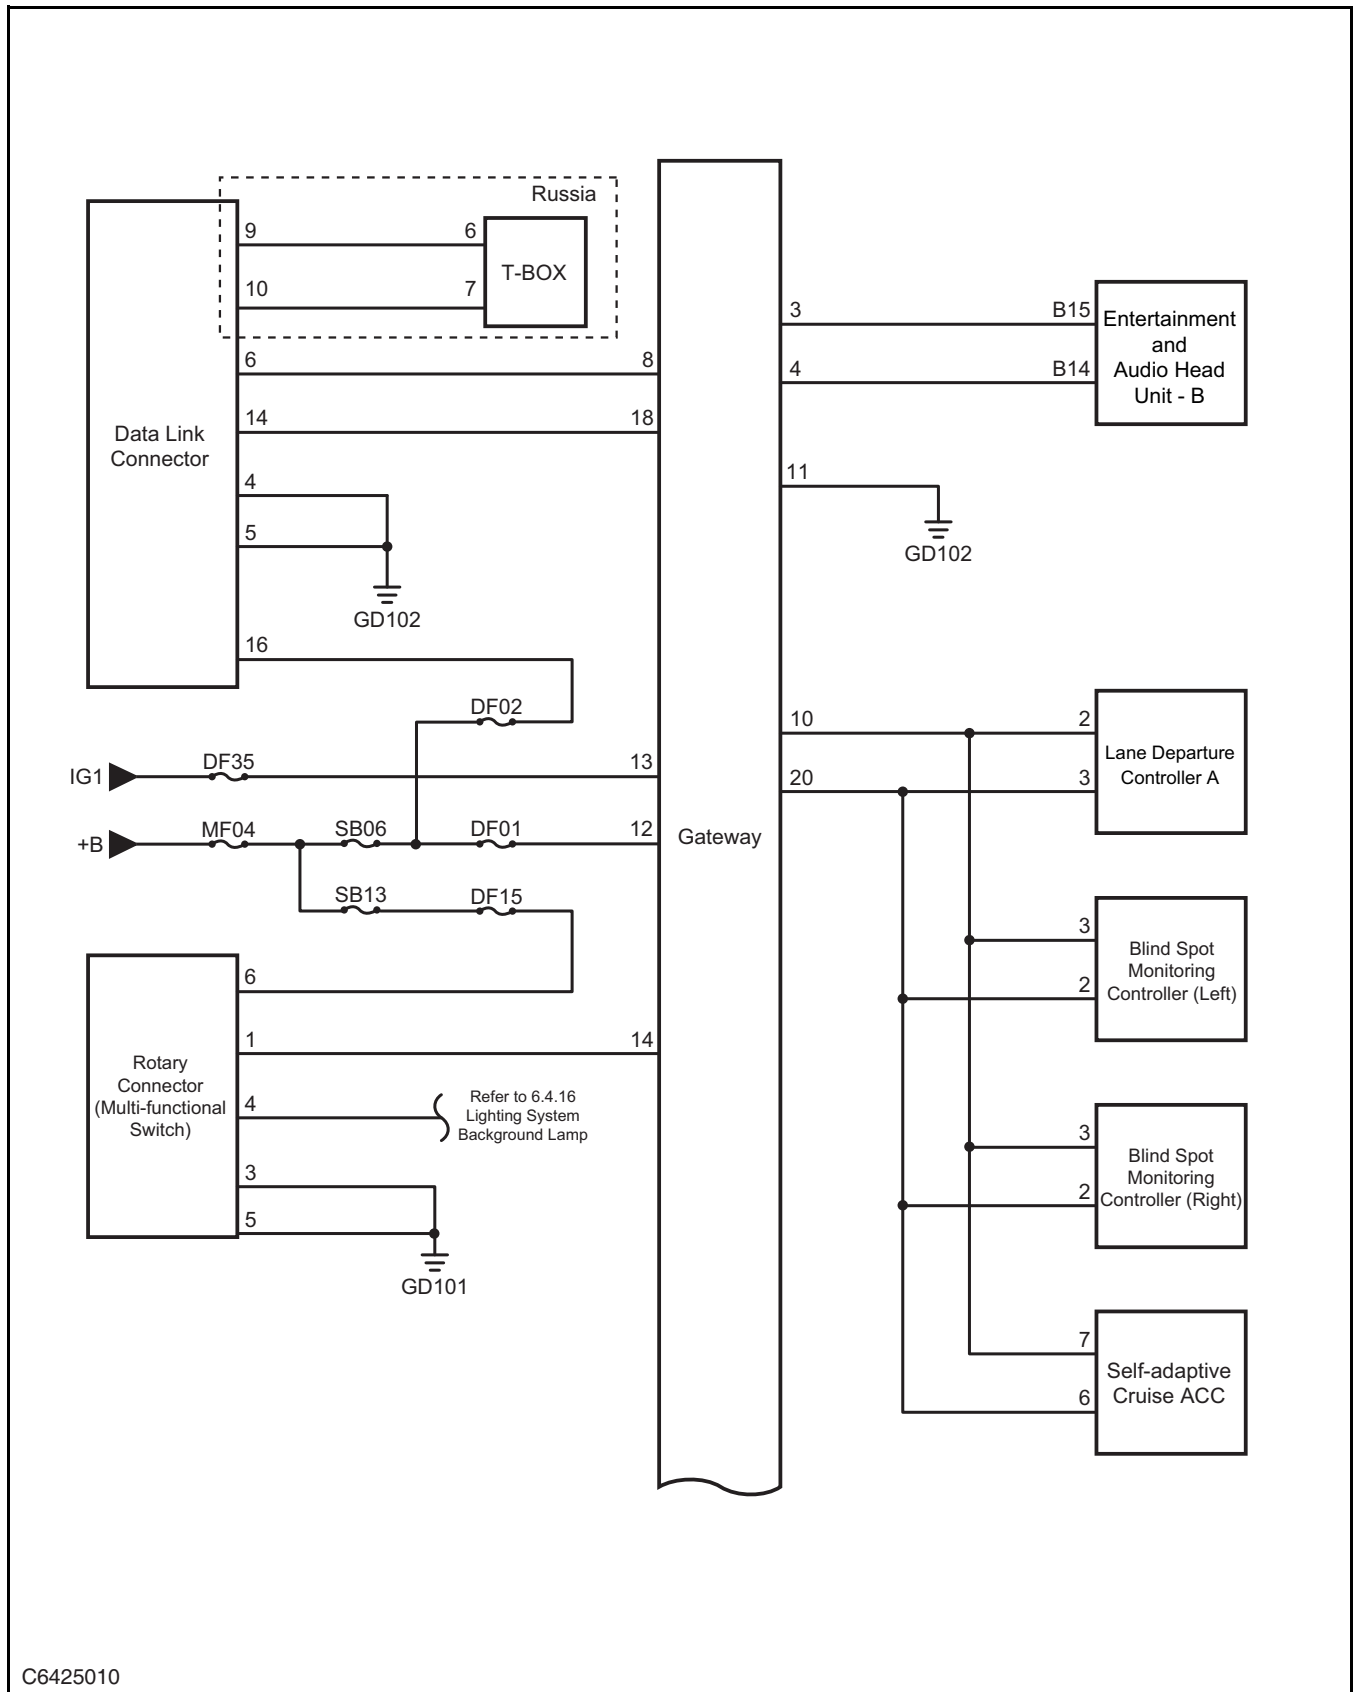 Russia
9
6
T-BOX
10
7
6
8
14
18
Data Link
Connector
4
5
GD102
16
DF02
IG1
DF35
13
+B
MF04
SB06
DF01
12
SB13
DF15
6
1
14
Rotary
Connector
(Multi-functional
Switch)
4
Refer to 6.4.16
Lighting System
Background Lamp
3
5
GD101
Gateway
3
B15
4
B14
Entertainment
and
Audio Head
Unit - B
11
GD102
10
2
20
3
Lane Departure
Controller A
3
2
Blind Spot
Monitoring
Controller (Left)
3
2
Blind Spot
Monitoring
Controller (Right)
7
6
Self-adaptive
Cruise ACC
C6425010